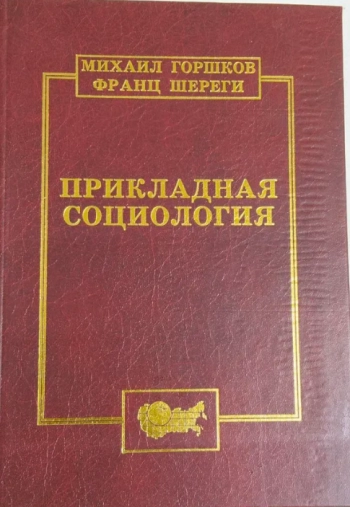 МИХАИЛ ГОРШКОВ
ФРАНЦ ШЕРЕГИ
ПРИКЛАДНАЯ
СОЦИОЛОГИЯ